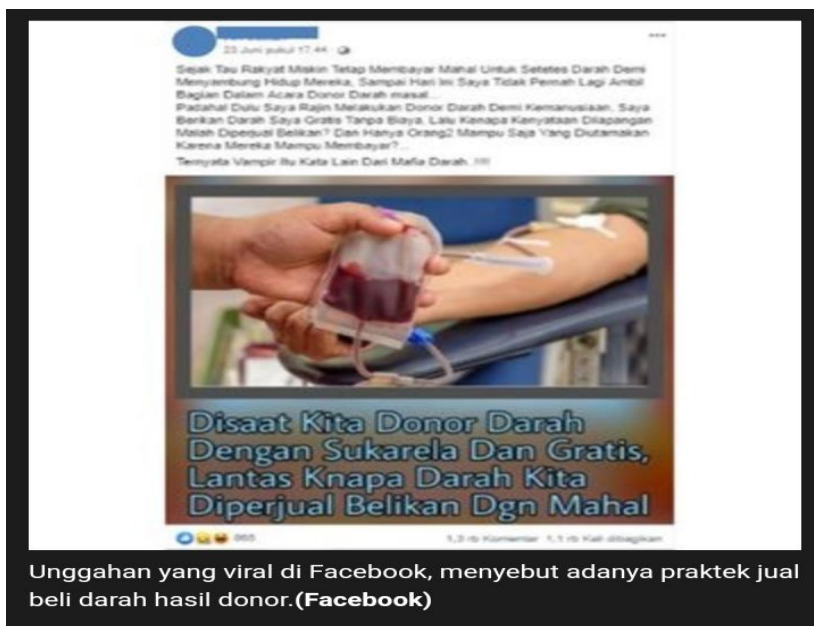 23 Juni pukul 17.44
Sejak Tau Rakyat Miskin Tetap Membayar Mahal Untuk Setetes Darah Demi
Menyambung Hidup Mereka, Sampai Hari Ini Saya Tidak Pernah Lagi Ambil
Bagian Dalam Acara Donor Darah masal...
Padahal Dulu Saya Rajin Melakukan Donor Darah Demi Kemanusiaan. Saya
Berikan Darah Saya Gratis Tanpa Biaya. Lalu Kenapa Kenyataan Dilapangan
Malah Diperjual Belikan? Dan Hanya Orang2 Mampu Saja Yang Diutamakan
Karena Mereka Mampu Membayar?...
Ternyata Vampir Itu Kata Lain Dari Mafia Darah. !!!!
Disaat Kita Donor Darah
Dengan Sukarela Dan Gratis,
Lantas Knapa Darah Kita
Diperjual Belikan Dgn Mahal
1,3 rb Komentar 1,1 rb Kali dibagikan
Unggahan yang viral di Facebook, menyebut adanya praktek jual
beli darah hasil donor.(Facebook)